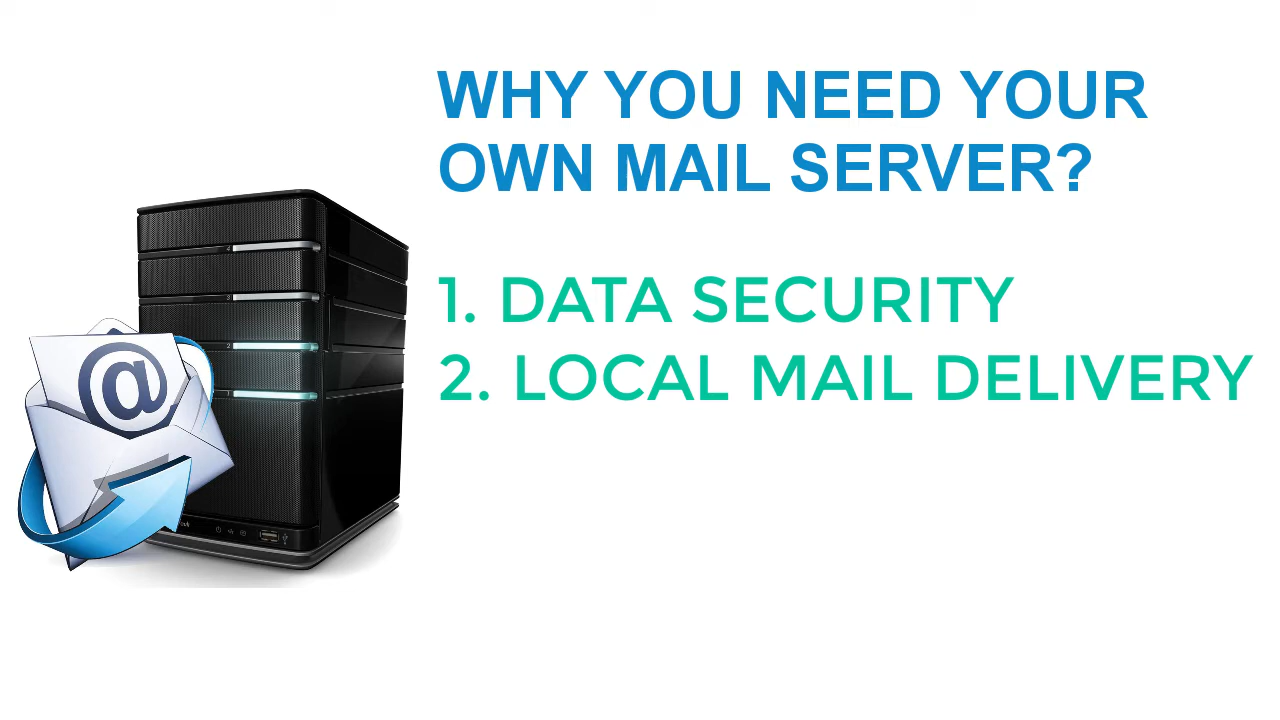 WHY YOU NEED YOUR
OWN MAIL SERVER?
1. DATA SECURITY
2. LOCAL MAIL DELIVERY
@